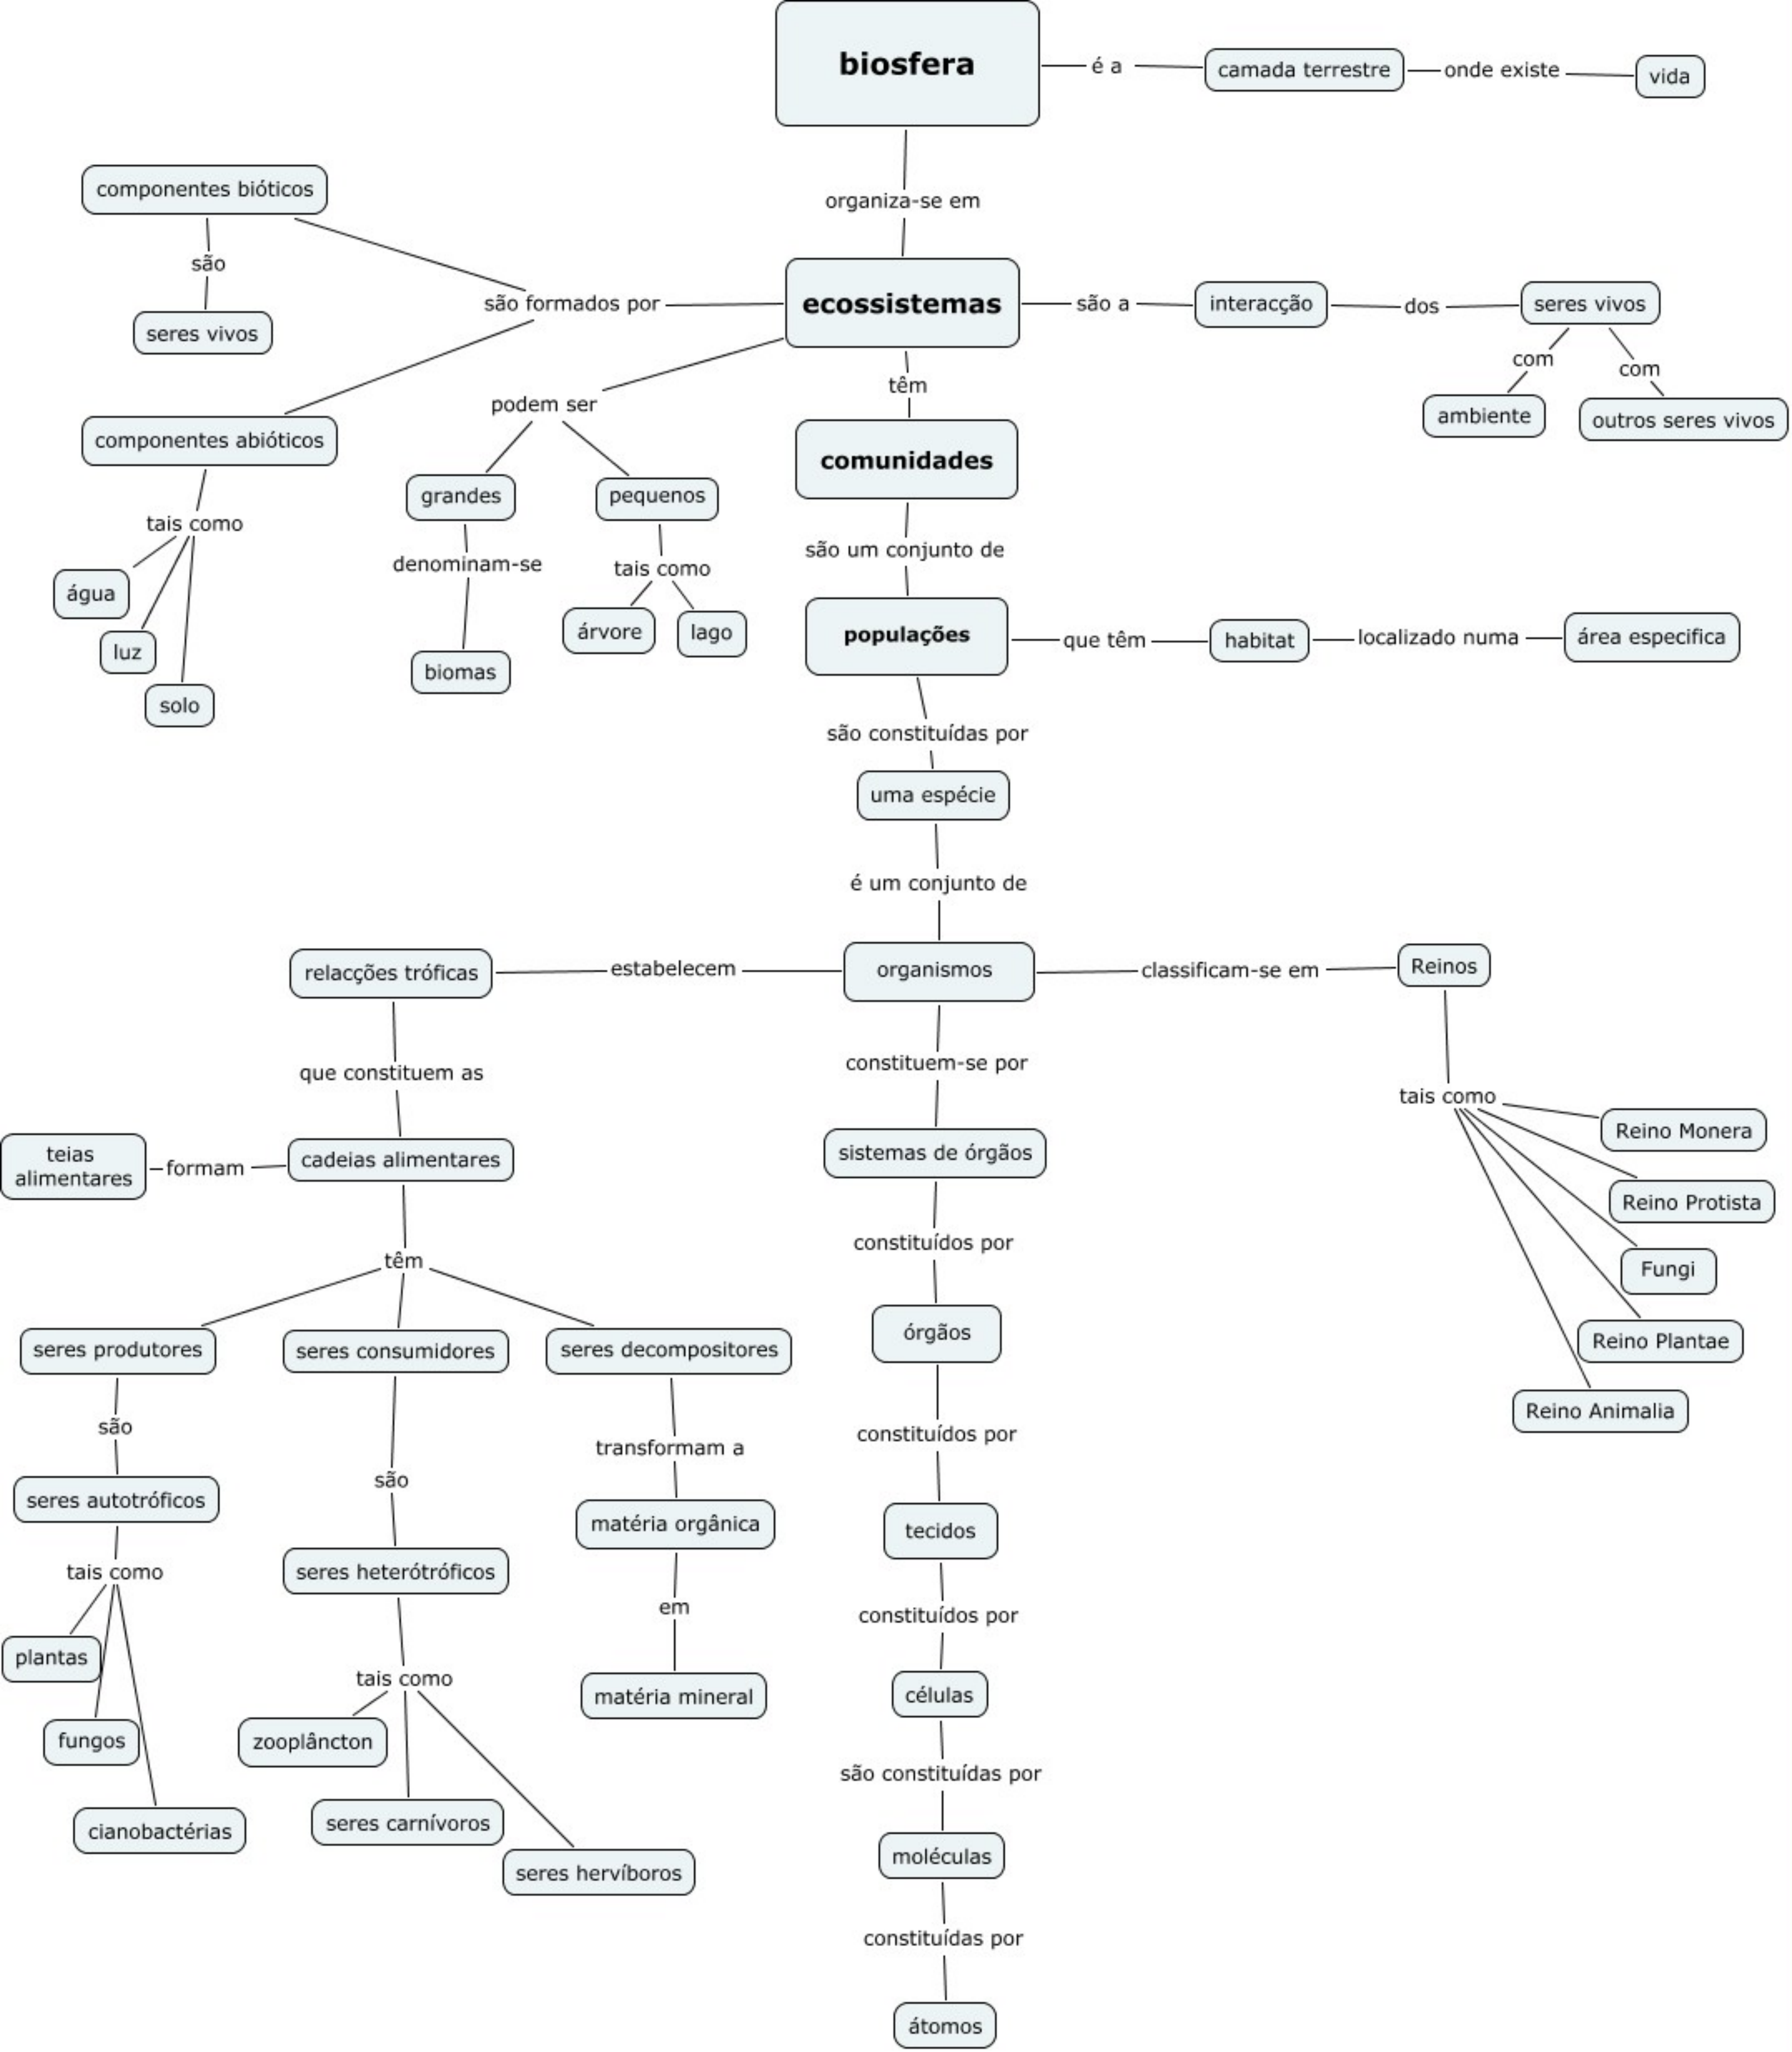 biosfera
é a
camada terrestre
onde existe
vida
organiza-se em
componentes bióticos
são
seres vivos
são formados por
ecossistemas
são a
interacção
dos
seres vivos
com
ambiente
com
outros seres vivos
componentes abióticos
tais como
água
luz
solo
podem ser
grandes
denominam-se
biomas
pequenos
tais como
árvore
lago
têm
comunidades
são um conjunto de
populações
que têm
habitat
localizado numa
área especifica
são constituídas por
uma espécie
é um conjunto de
relacções tróficas
estabelecem
organismos
classificam-se em
Reinos
tais como
Reino Monera
Reino Protista
Fungi
Reino Plantae
Reino Animalia
que constituem as
teias
alimentares
formam
cadeias alimentares
têm
seres produtores
são
seres autotróficos
tais como
plantas
fungos
cianobactérias
seres consumidores
são
seres heterótróficos
tais como
zooplâncton
seres carnívoros
seres hervíboros
seres decompositores
transformam a
matéria orgânica
em
matéria mineral
constituem-se por
sistemas de órgãos
constituídos por
órgãos
constituídos por
tecidos
constituídos por
células
são constituídas por
moléculas
constituídas por
átomos